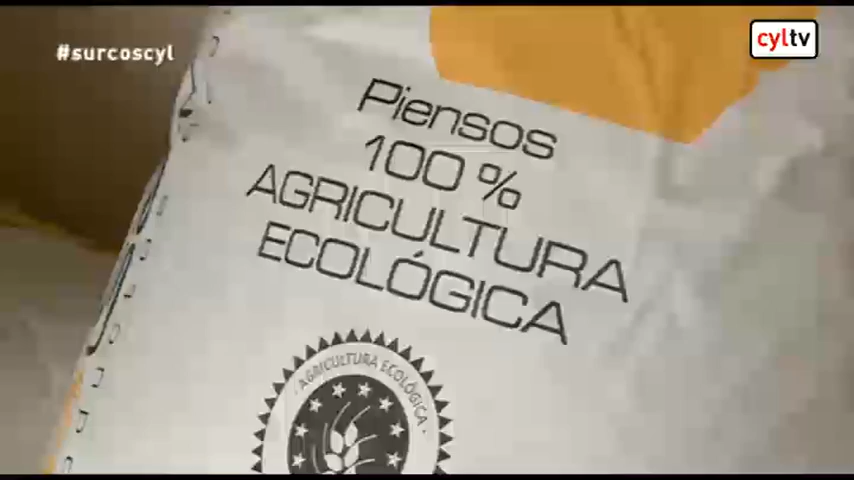 #surcoscyl
cyltv
Piensos
100 %
AGRICULTURA
ECOLÓGICA
· AGRICULTURA ECOLÓGICA ·